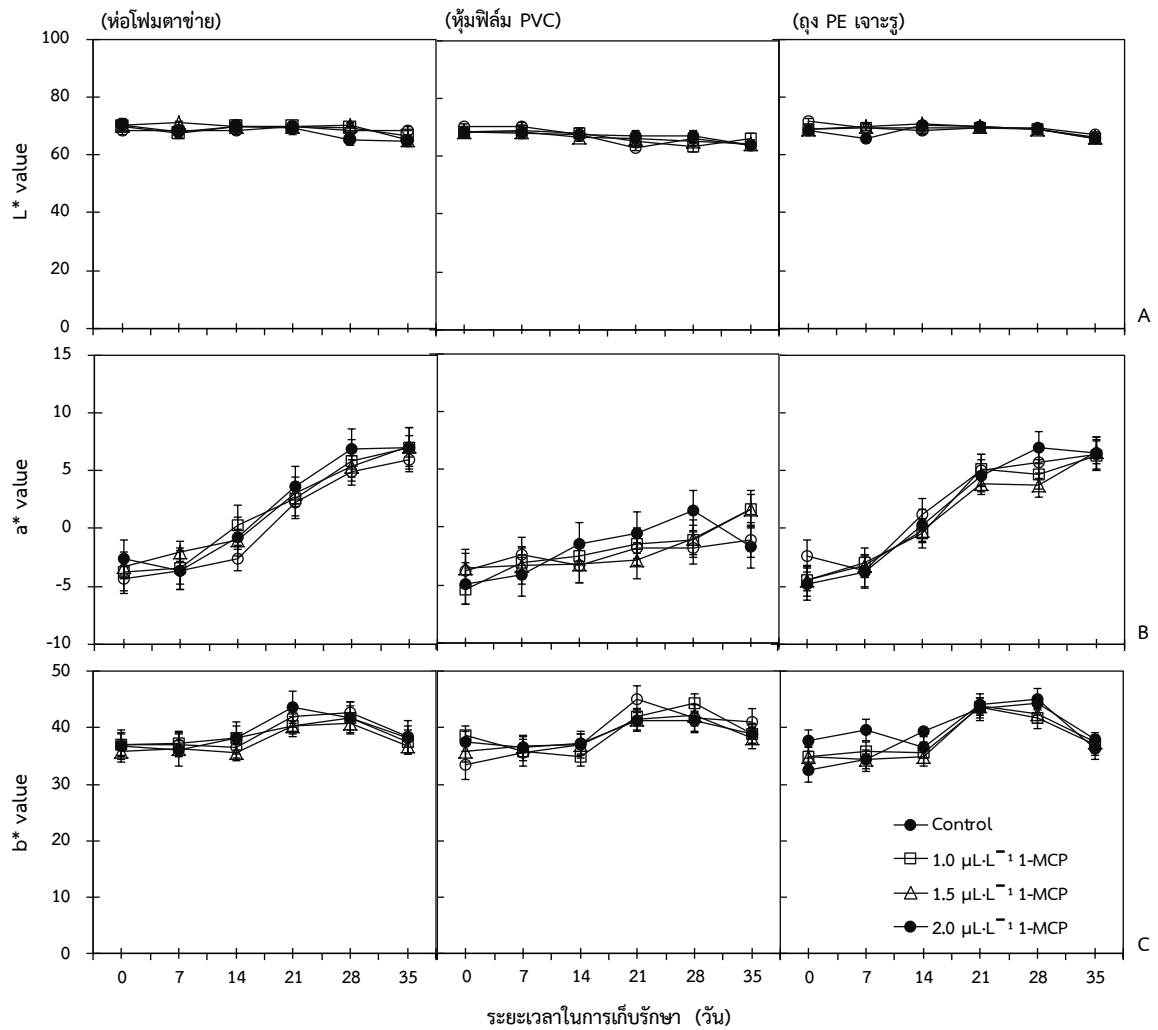 (ห่อโฟมตาข่าย) (หุ้มฟิล์ม PVC) (ถุง PE เจาะรู)
100
80
60
40
20
0
L* value
A
15
10
5
0
-5
-10
a* value
B
50
40
30
20
10
0
b* value
Control
1.0 µL·L⁻¹ 1-MCP
1.5 µL·L⁻¹ 1-MCP
2.0 µL·L⁻¹ 1-MCP
C
0 7 14 21 28 35 0 7 14 21 28 35 0 7 14 21 28 35
ระยะเวลาในการเก็บรักษา (วัน)